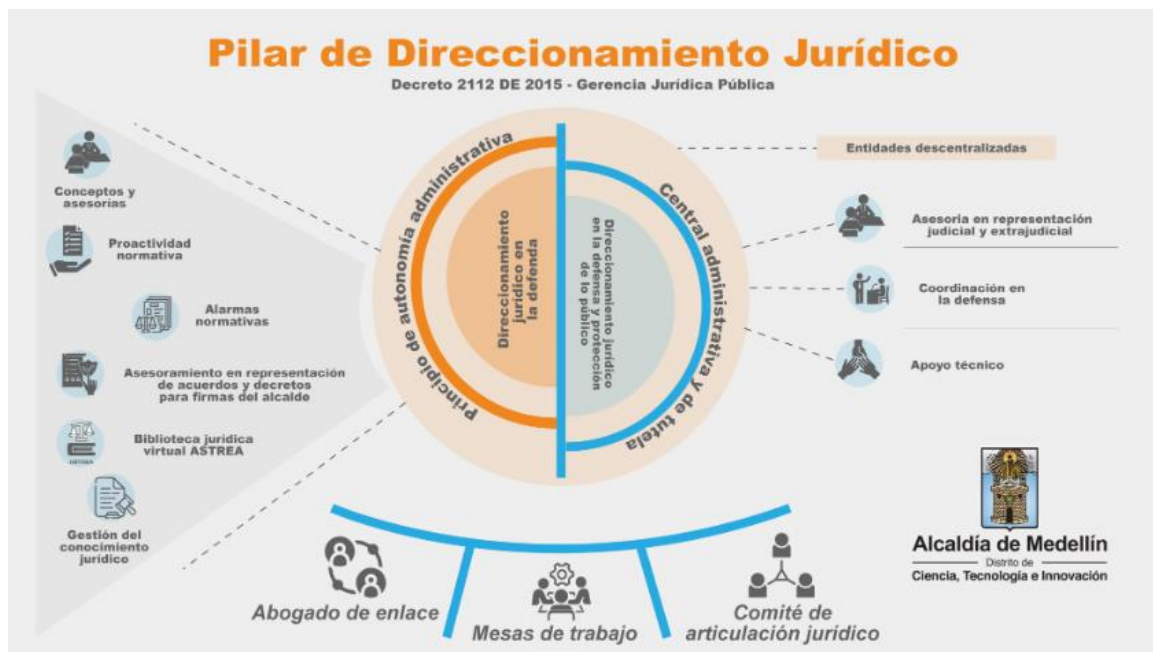 Pilar de Direccionamiento Jurídico
Decreto 2112 DE 2015 - Gerencia Jurídica Pública
Conceptos y
asesorías
Proactividad
normativa
Alarmas
normativas
Asesoramiento en representación
de acuerdos y decretos
para firmas del alcalde
Biblioteca jurídica
virtual ASTREA
Gestión del
conocimiento
jurídico
Principio de autonomía administrativa
Direccionamiento
jurídico en
la defenda
Direccionamiento jurídico
en la defensa y protección
de lo público
Central administrativa y de tutela
Entidades descentralizadas
Asesoria en representación
judicial y extrajudicial
Coordinación en
la defensa
Apoyo técnico
Abogado de enlace
Mesas de trabajo
Comité de
articulación jurídico
Alcaldía de Medellín
Distrito de
Ciencia, Tecnología e Innovación